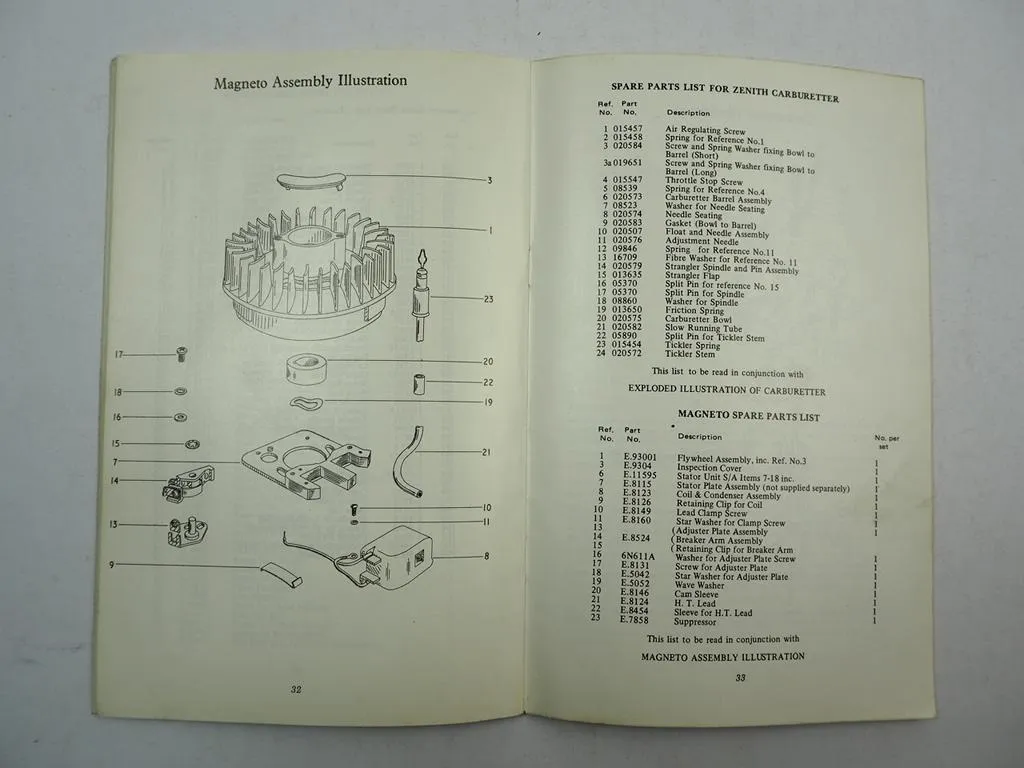 Magneto Assembly Illustration
3
1
23
17
20
18
22
19
16
15
21
7
14
10
11
13
8
9
32
SPARE PARTS LIST FOR ZENITH CARBURETTER
Ref. Part
No. No. Description
1 015457 Air Regulating Screw
2 015458 Spring for Reference No.1
3 020584 Screw and Spring Washer fixing Bowl to
Barrel (Short)
3a 019651 Screw and Spring Washer fixing Bowl to
Barrel (Long)
4 015547 Throttle Stop Screw
5 08539 Spring for Reference No.4
6 020573 Carburetter Barrel Assembly
7 08523 Washer for Needle Seating
8 020574 Needle Seating
9 020583 Gasket (Bowl to Barrel)
10 020507 Float and Needle Assembly
11 020576 Adjustment Needle
12 09846 Spring for Reference No.11
13 16709 Fibre Washer for Reference No. 11
14 020579 Strangler Spindle and Pin Assembly
15 013635 Strangler Flap
16 05370 Split Pin for reference No. 15
17 05370 Split Pin for Spindle
18 08860 Washer for Spindle
19 013650 Friction Spring
20 020575 Carburetter Bowl
21 020582 Slow Running Tube
22 05890 Split Pin for Tickler Stem
23 015454 Tickler Spring
24 020572 Tickler Stem
This list to be read in conjunction with
EXPLODED ILLUSTRATION OF CARBURETTER
MAGNETO SPARE PARTS LIST
Ref. Part
No. No. Description No. per
set
1 E.93001 Flywheel Assembly, inc. Ref. No.3 1
3 E.9304 Inspection Cover 1
6 E.11595 Stator Unit S/A Items 7-18 inc. 1
7 E.8115 Stator Plate Assembly (not supplied separately) 1
8 E.8123 Coil & Condenser Assembly 1
9 E.8126 Retaining Clip for Coil 1
10 E.8149 Lead Clamp Screw 1
11 E.8160 Star Washer for Clamp Screw 1
13 (Adjuster Plate Assembly 1
14 E.8524 (Breaker Arm Assembly
15 (Retaining Clip for Breaker Arm
16 6N611A Washer for Adjuster Plate Screw 1
17 E.8131 Screw for Adjuster Plate 1
18 E.5042 Star Washer for Adjuster Plate 1
19 E.5052 Wave Washer 1
20 E.8146 Cam Sleeve 1
21 E.8124 H. T. Lead 1
22 E.8454 Sleeve for H.T. Lead 1
23 E.7858 Suppressor 1
This list to be read in conjunction with
MAGNETO ASSEMBLY ILLUSTRATION
33